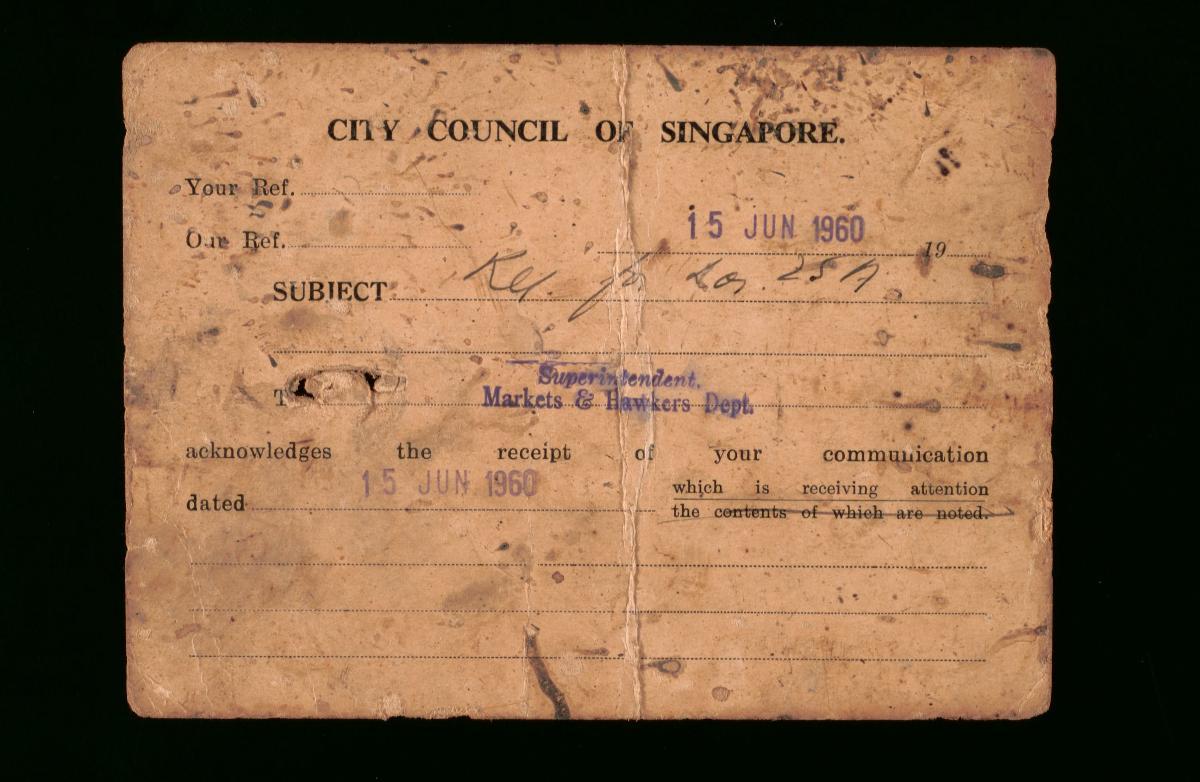 CITY COUNCIL OF SINGAPORE.
Your Ref.
Our Ref.
15 JUN 1960
19
SUBJECT
25A
Superintendent.
T
Markets & Hawkers Dept.
acknowledges the receipt of your communication
15 JUN 1960
which is receiving attention
dated
the contents of which are noted.